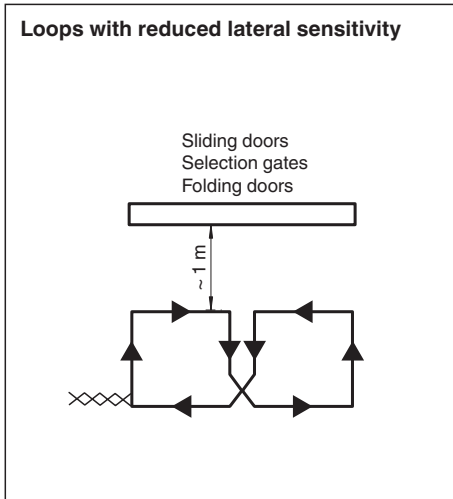 Loops with reduced lateral sensitivity
Sliding doors
Selection gates
Folding doors
~ 1 m